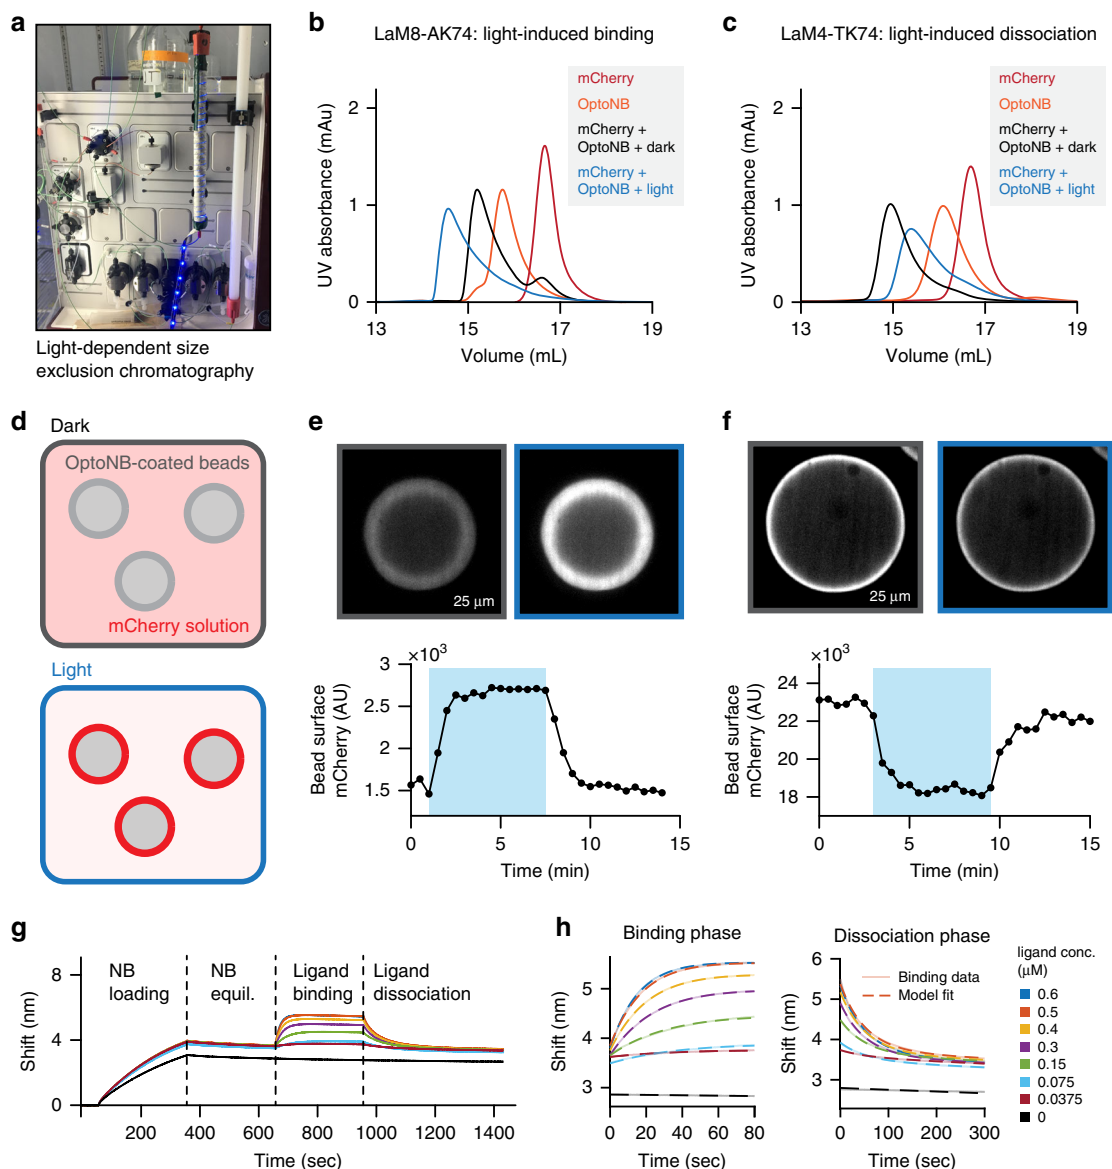 a
Light-dependent size
exclusion chromatography
b
LaM8-AK74: light-induced binding
mCherry
OptoNB
mCherry +
OptoNB + dark
mCherry +
OptoNB + light
UV absorbance (mAu)
2
1
0
13
15
17
19
Volume (mL)
c
LaM4-TK74: light-induced dissociation
mCherry
OptoNB
mCherry +
OptoNB + dark
mCherry +
OptoNB + light
UV absorbance (mAu)
2
1
0
13
15
17
19
Volume (mL)
d
Dark
OptoNB-coated beads
mCherry solution
Light
e
25 μm
×10³
Bead surface
mCherry (AU)
3
2.5
2
1.5
0
5
10
15
Time (min)
f
25 μm
×10³
Bead surface
mCherry (AU)
24
22
20
18
0
5
10
15
Time (min)
g
NB
loading
NB
equil.
Ligand
binding
Ligand
dissociation
Shift (nm)
8
4
0
200
400
600
800
1000
1200
1400
Time (sec)
h
Binding phase
Shift (nm)
5
4
3
0
20
40
60
80
Time (sec)
Dissociation phase
Binding data
Model fit
Shift (nm)
6
5
4
3
0
100
200
300
Time (sec)
ligand conc.
(μM)
0.6
0.5
0.4
0.3
0.15
0.075
0.0375
0